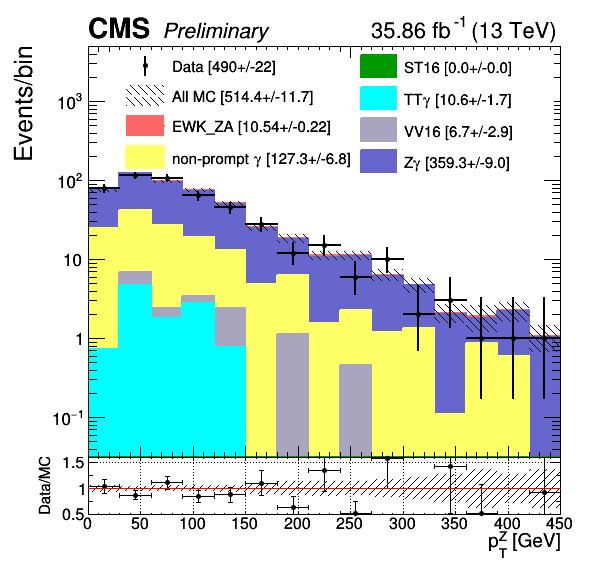 CMS Preliminary 35.86 fb⁻¹ (13 TeV)
Events/bin
Data [490+/-22]
All MC [514.4+/-11.7]
EWK_ZA [10.54+/-0.22]
non-prompt γ [127.3+/-6.8]
ST16 [0.0+/-0.0]
TTγ [10.6+/-1.7]
VV16 [6.7+/-2.9]
Zγ [359.3+/-9.0]
10³
10²
10
1
10⁻¹
Data/MC
1.5
1
0.5
0 50 100 150 200 250 300 350 400 450
p_T^Z [GeV]